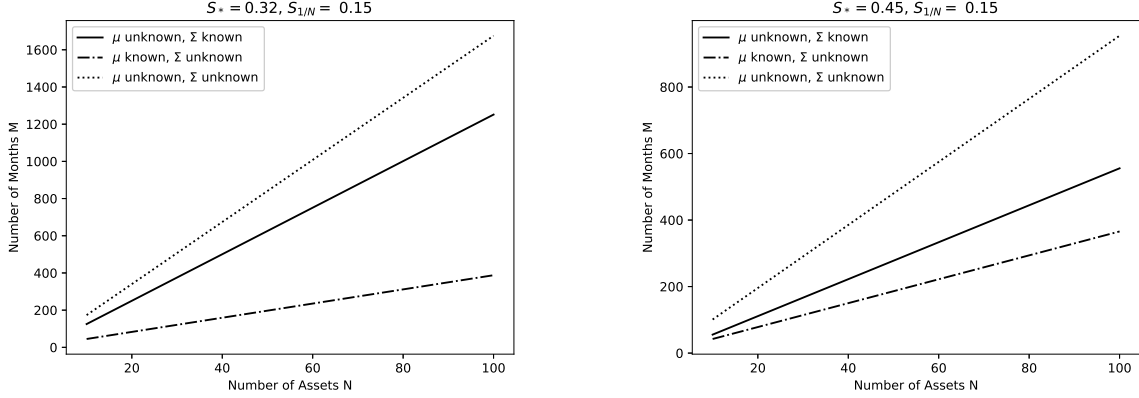 S* = 0.32, S1/N = 0.15
μ unknown, Σ known
μ known, Σ unknown
μ unknown, Σ unknown
1600
1400
1200
1000
800
600
400
200
0
Number of Months M
20
40
60
80
100
Number of Assets N
S* = 0.45, S1/N = 0.15
μ unknown, Σ known
μ known, Σ unknown
μ unknown, Σ unknown
800
600
400
200
0
Number of Months M
20
40
60
80
100
Number of Assets N